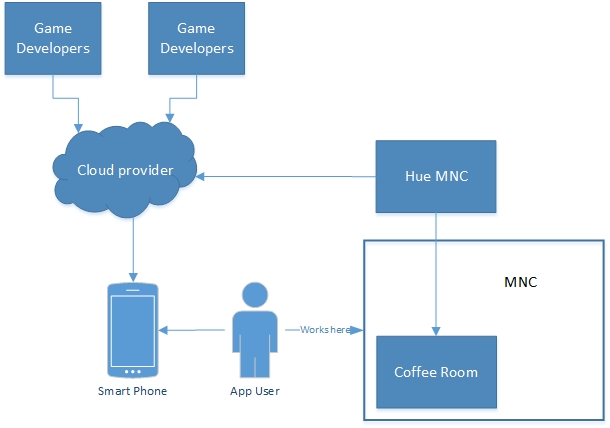 Game
Developers
Game
Developers
Cloud provider
Hue MNC
MNC
Works here
Coffee Room
Smart Phone
App User